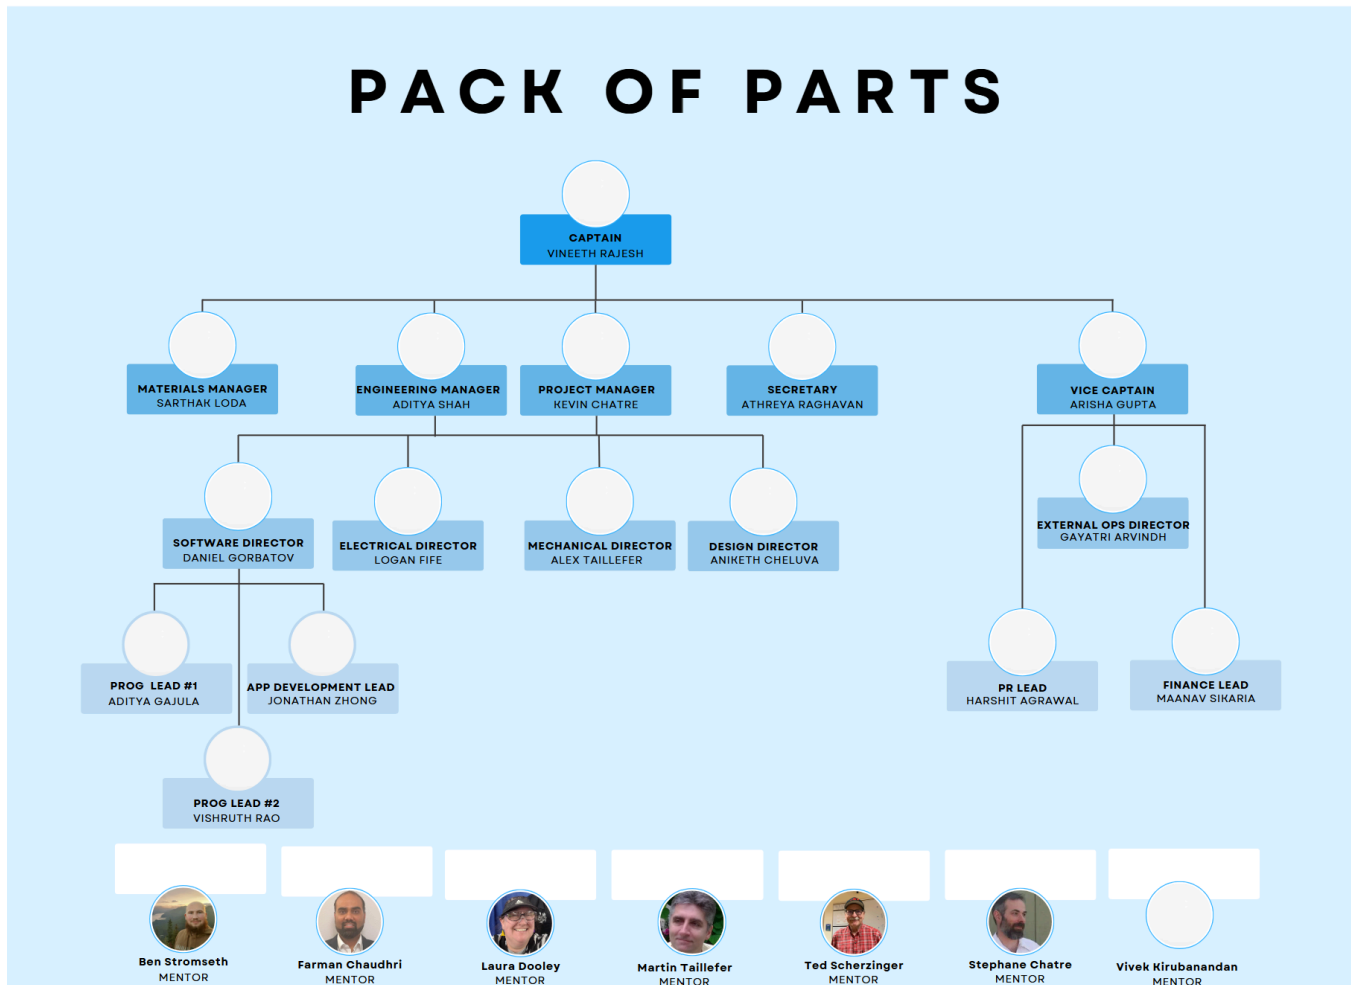 PACK OF PARTS
CAPTAIN
VINEETH RAJESH
MATERIALS MANAGER
SARTHAK LODA
ENGINEERING MANAGER
ADITYA SHAH
PROJECT MANAGER
KEVIN CHATRE
SECRETARY
ATHREYA RAGHAVAN
VICE CAPTAIN
ARISHA GUPTA
SOFTWARE DIRECTOR
DANIEL GORBATOV
ELECTRICAL DIRECTOR
LOGAN FIFE
MECHANICAL DIRECTOR
ALEX TAILLEFER
DESIGN DIRECTOR
ANIKETH CHELUVA
EXTERNAL OPS DIRECTOR
GAYATRI ARVINDH
PROG LEAD #1
ADITYA GAJULA
APP DEVELOPMENT LEAD
JONATHAN ZHONG
PR LEAD
HARSHIT AGRAWAL
FINANCE LEAD
MAANAV SIKARIA
PROG LEAD #2
VISHRUTH RAO
Ben Stromseth
MENTOR
Farman Chaudhri
MENTOR
Laura Dooley
MENTOR
Martin Taillefer
MENTOR
Ted Scherzinger
MENTOR
Stephane Chatre
MENTOR
Vivek Kirubanandan
MENTOR